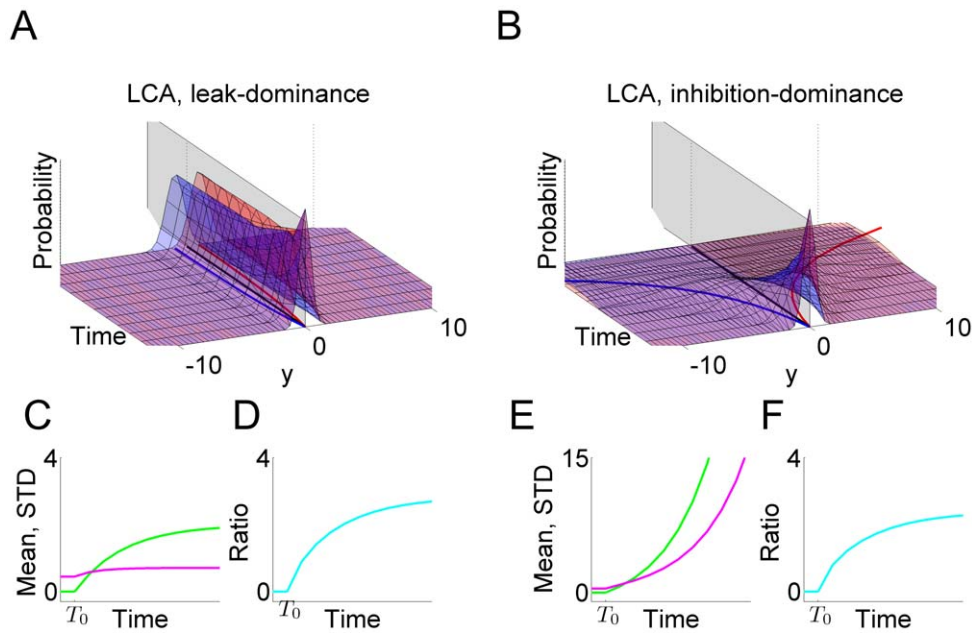 A
B
LCA, leak-dominance
LCA, inhibition-dominance
Probability
Time
-10
0
10
y
Probability
Time
-10
0
10
y
C
D
E
F
4
0
Mean, STD
T0
Time
4
0
Ratio
T0
Time
15
0
Mean, STD
T0
Time
4
0
Ratio
T0
Time